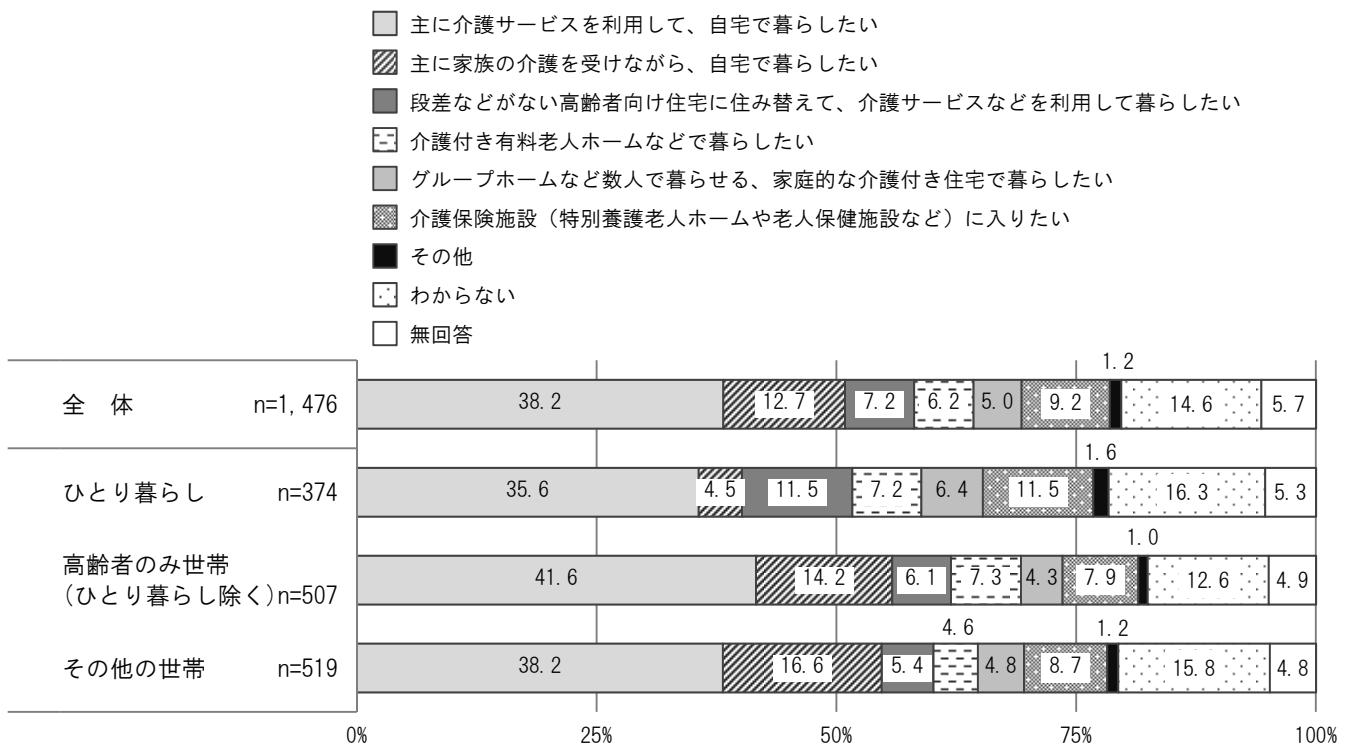 主に介護サービスを利用して、自宅で暮らしたい
主に家族の介護を受けながら、自宅で暮らしたい
段差などがない高齢者向け住宅に住み替えて、介護サービスなどを利用して暮らしたい
介護付き有料老人ホームなどで暮らしたい
グループホームなど数人で暮らせる、家庭的な介護付き住宅で暮らしたい
介護保険施設（特別養護老人ホームや老人保健施設など）に入りたい
その他
わからない
無回答
1.2
全 体 n=1,476 38.2 12.7 7.2 6.2 5.0 9.2 14.6 5.7
1.6
ひとり暮らし n=374 35.6 4.5 11.5 7.2 6.4 11.5 16.3 5.3
1.0
高齢者のみ世帯
（ひとり暮らし除く）n=507 41.6 14.2 6.1 7.3 4.3 7.9 12.6 4.9
4.6 1.2
その他の世帯 n=519 38.2 16.6 5.4 4.8 8.7 15.8 4.8
0% 25% 50% 75% 100%